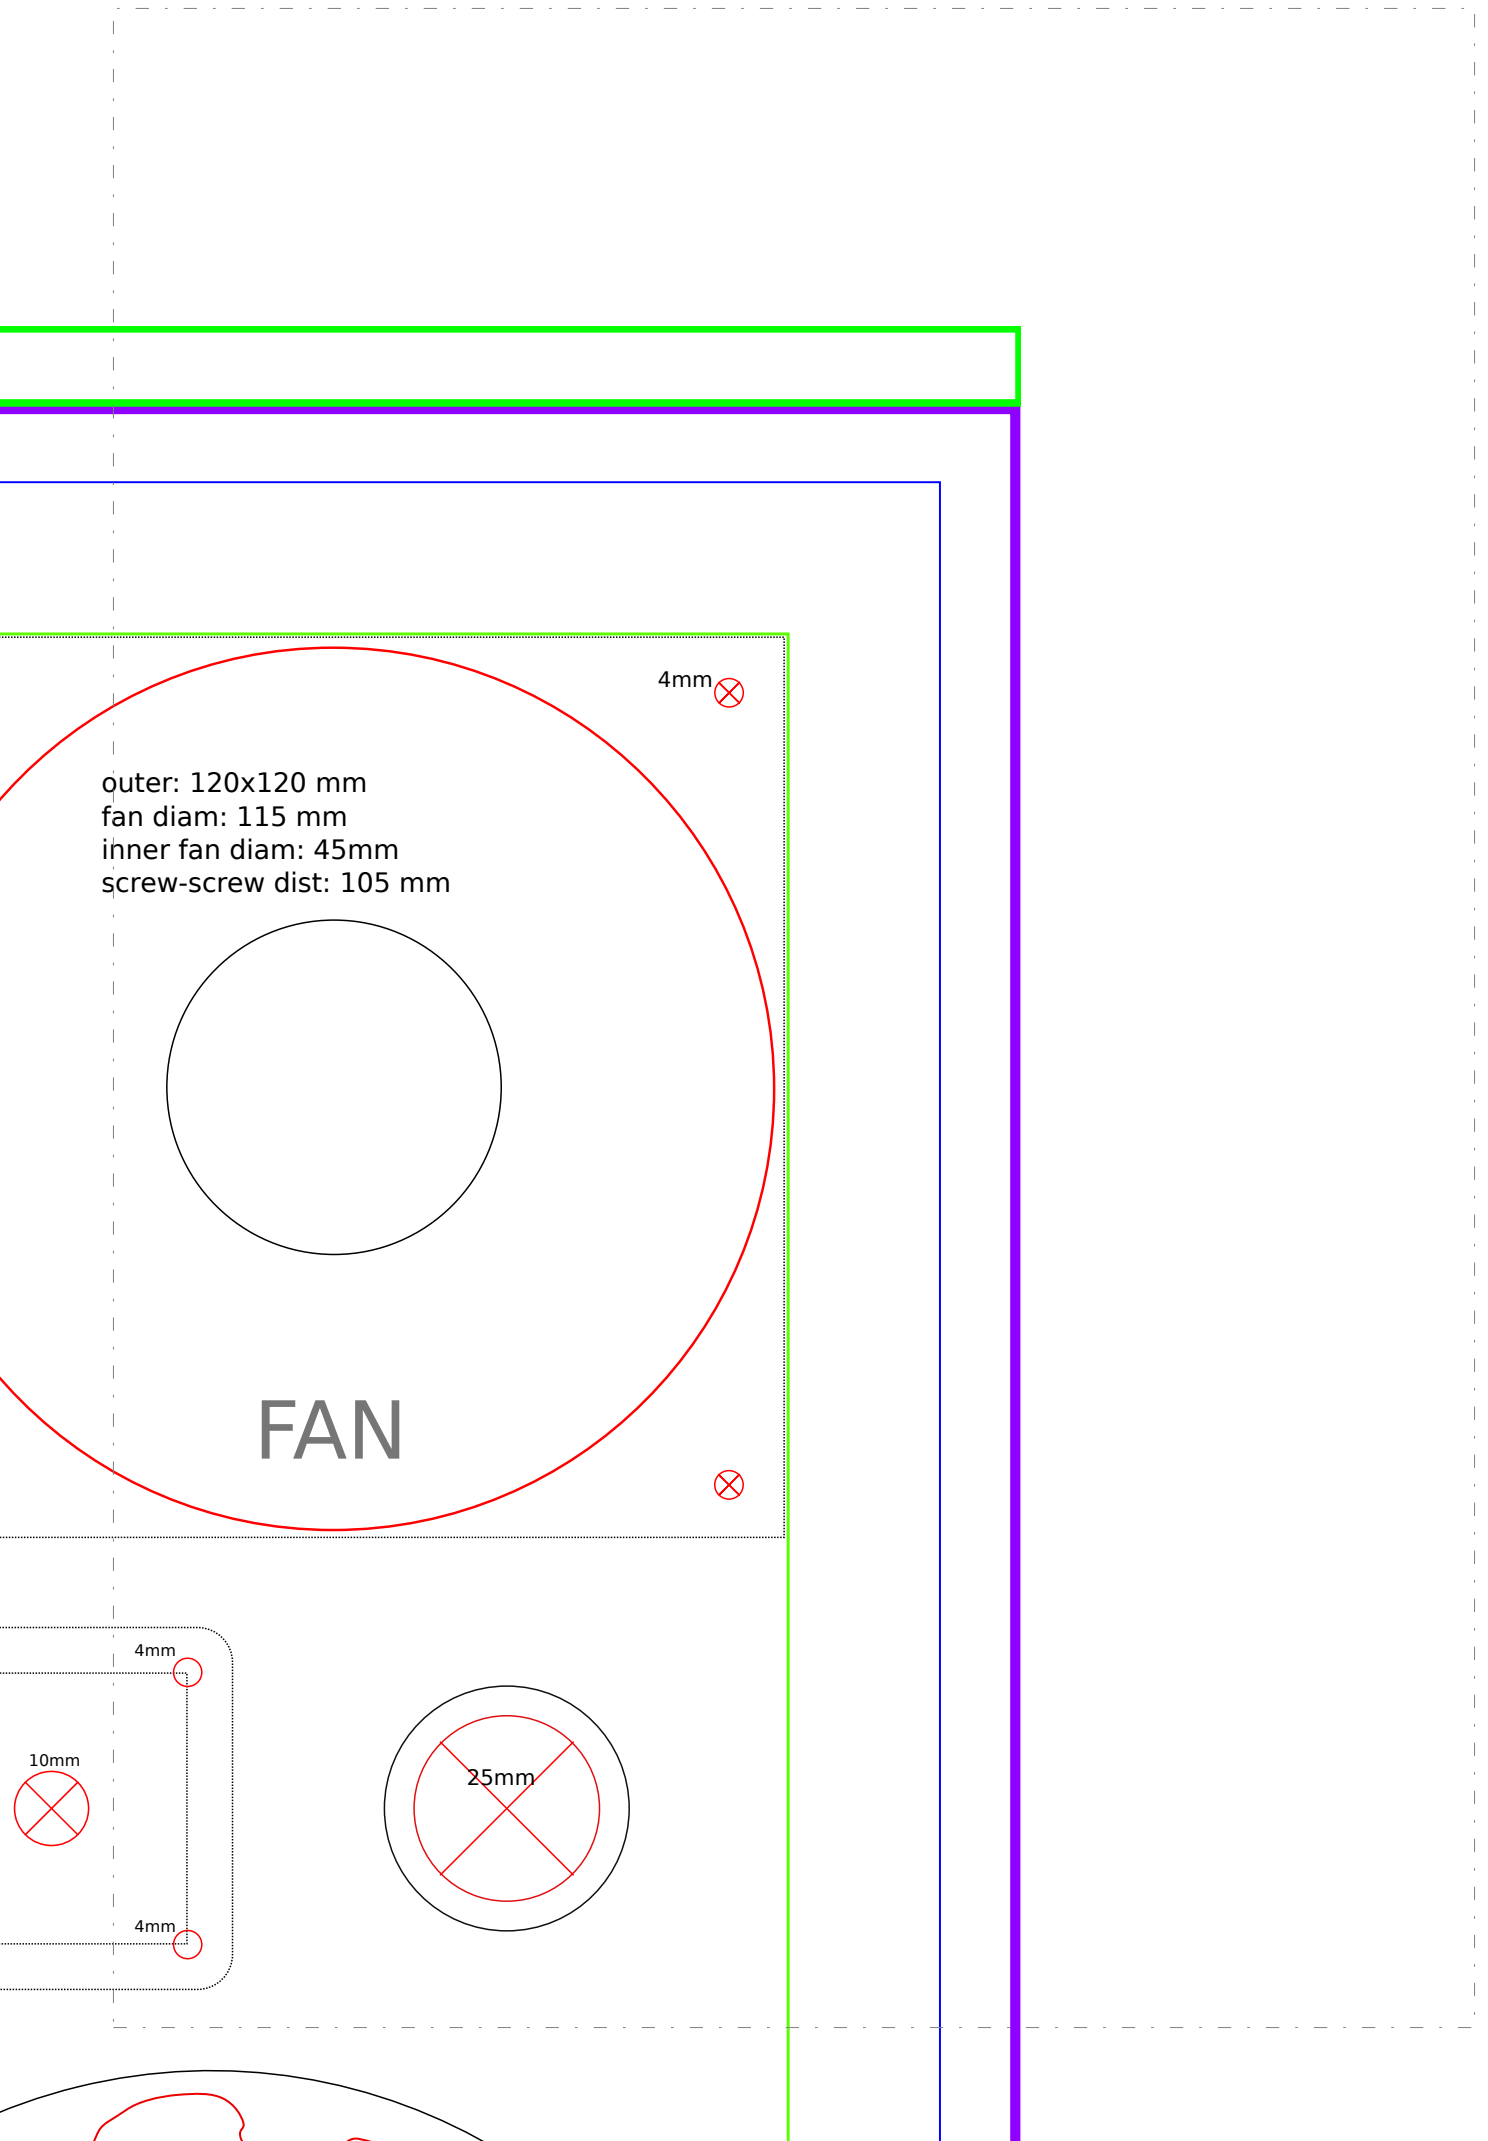 4mm
outer: 120x120 mm
fan diam: 115 mm
inner fan diam: 45mm
screw-screw dist: 105 mm
FAN
4mm
10mm
25mm
4mm